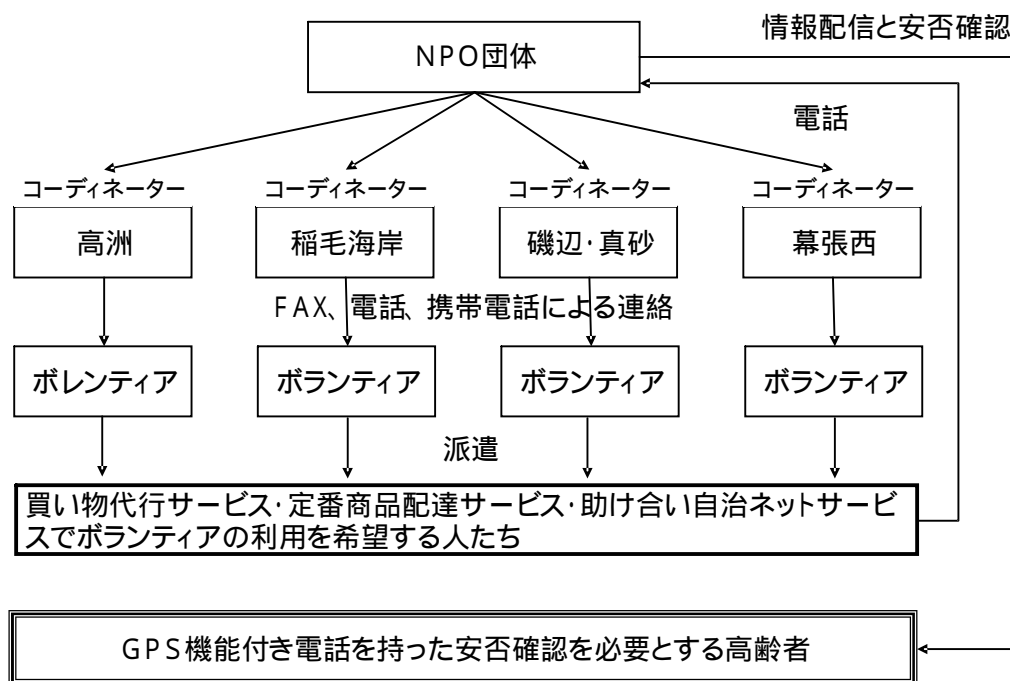 情報配信と安否確認
NPO団体
電話
コーディネーター
コーディネーター
コーディネーター
コーディネーター
高洲
稲毛海岸
磯辺・真砂
幕張西
FAX、電話、携帯電話による連絡
ボレンティア
ボランティア
ボランティア
ボランティア
派遣
買い物代行サービス・定番商品配達サービス・助け合い自治ネットサービ
スでボランティアの利用を希望する人たち
GPS機能付き電話を持った安否確認を必要とする高齢者